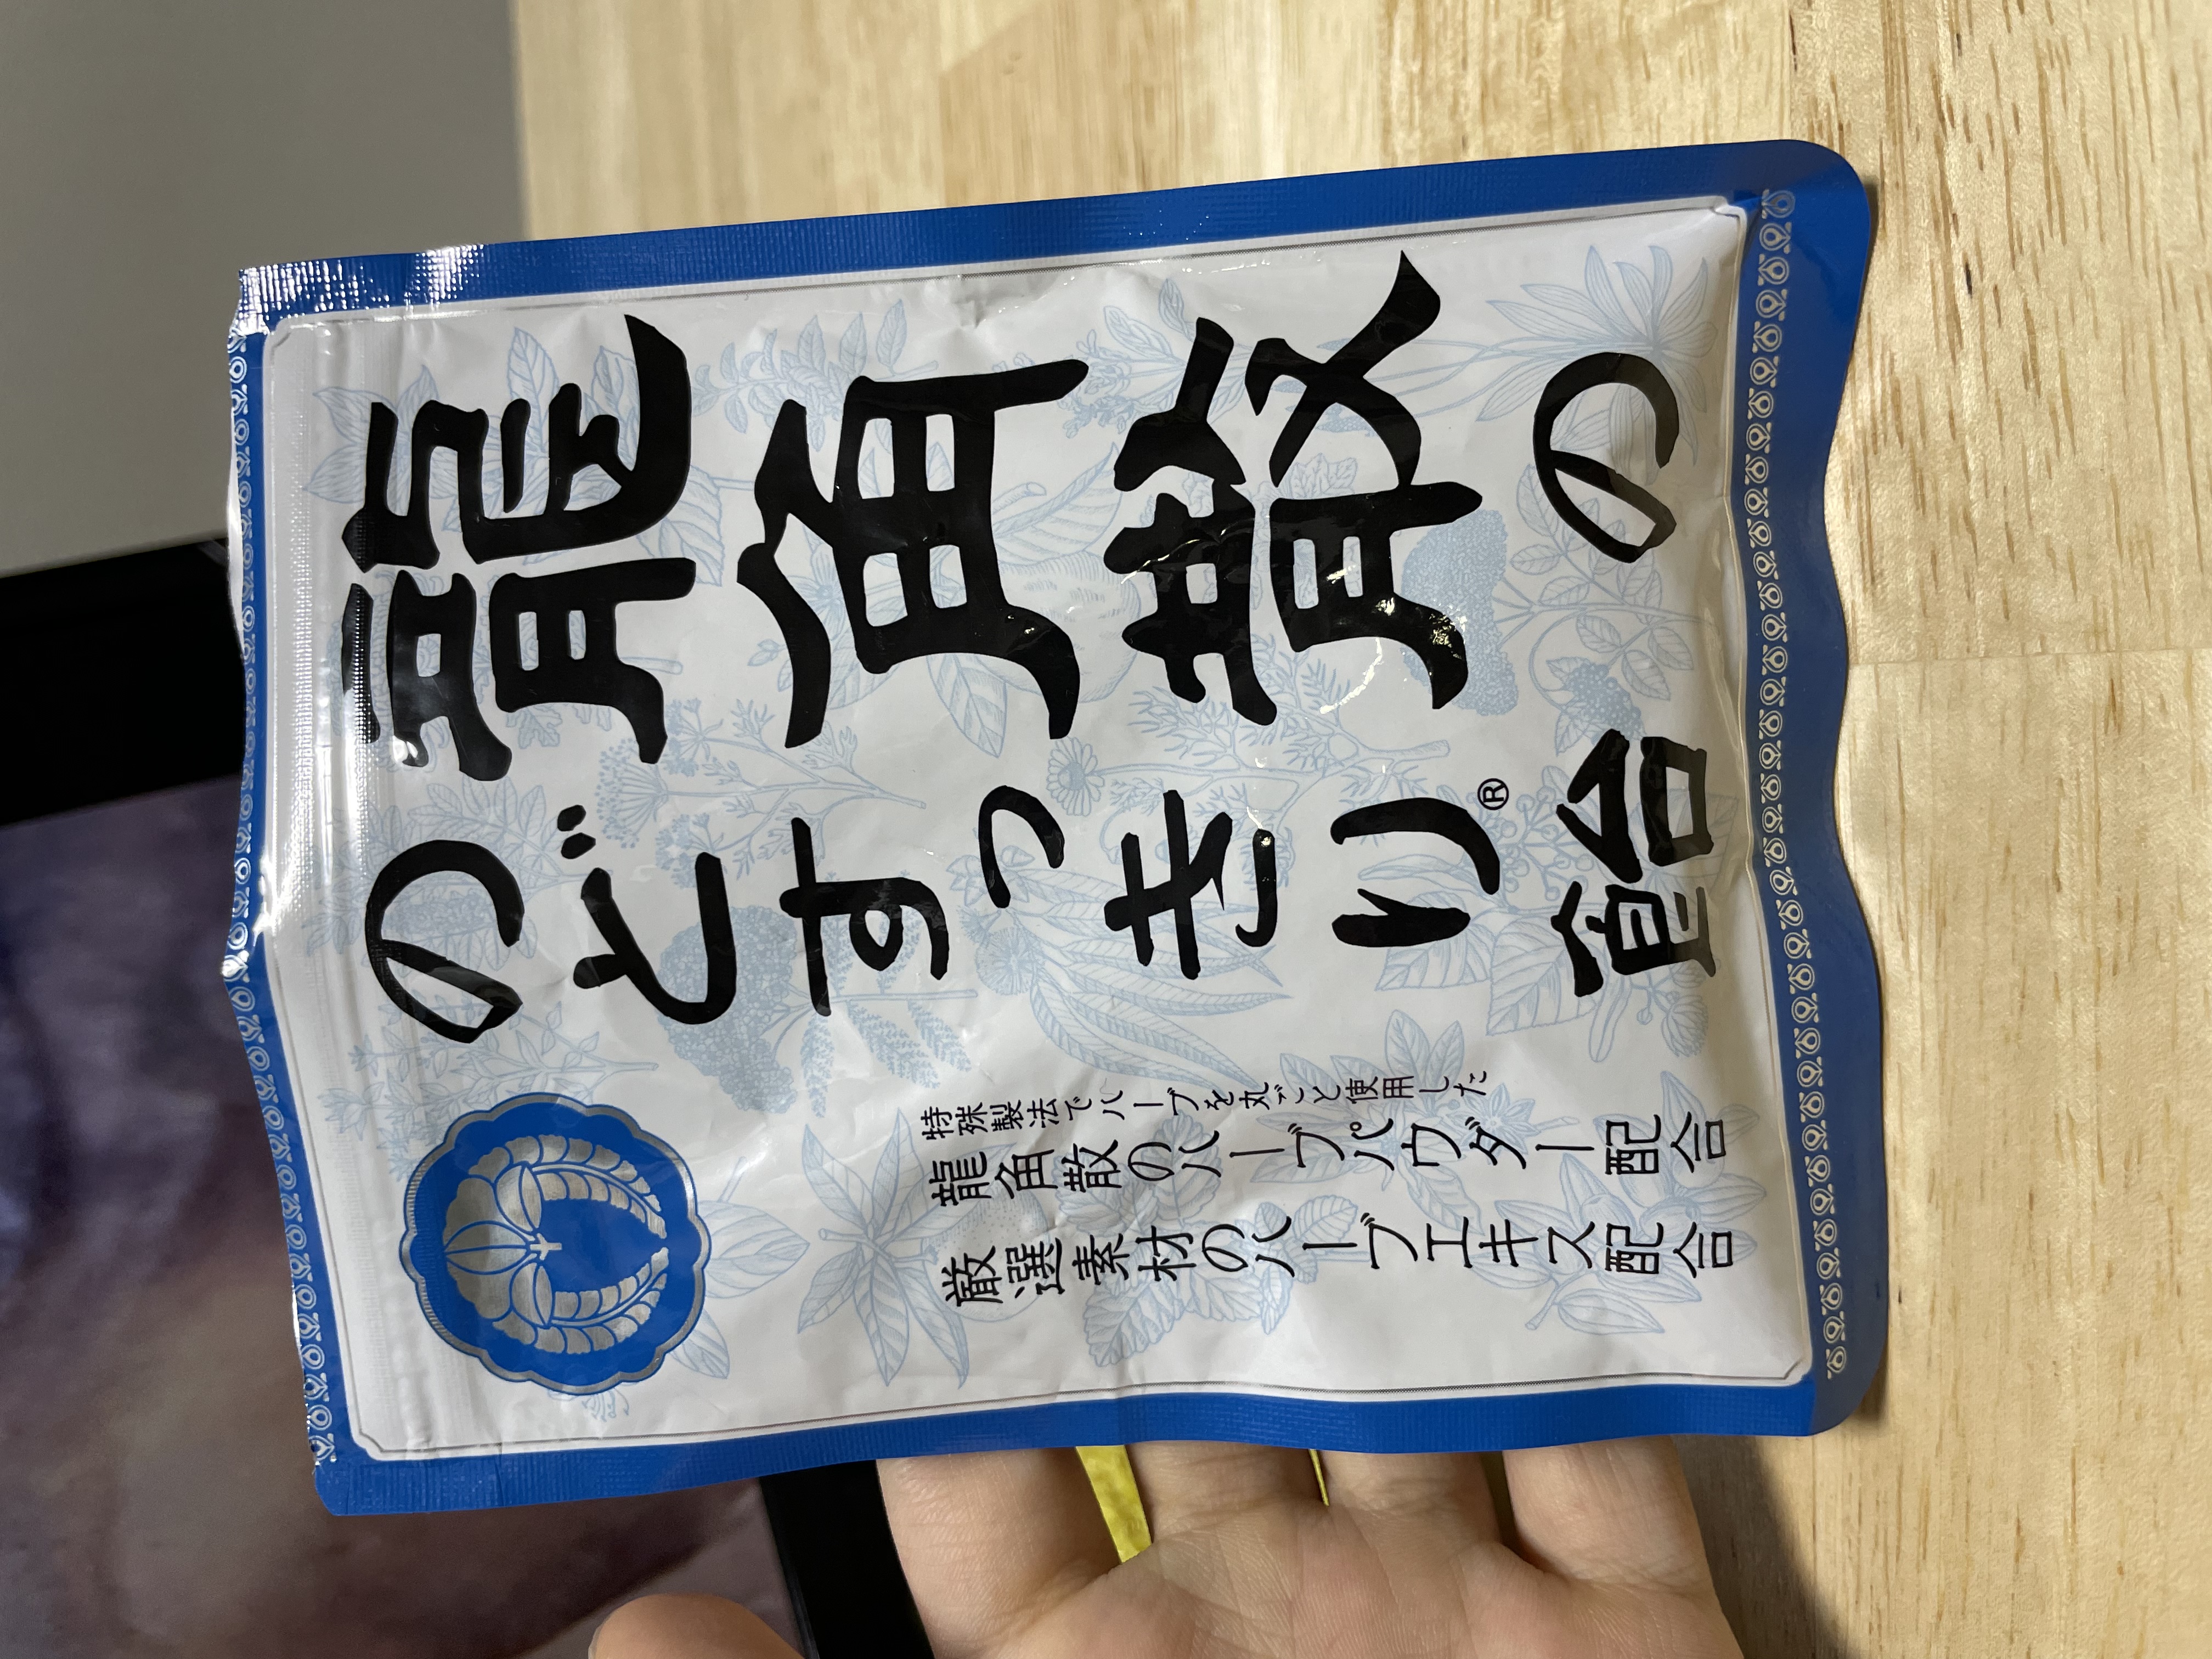 龍角散の
のどすっきり®飴
特殊製法でハーブを丸ごと使用した
龍角散のハーブパウダー配合
厳選素材のハーブエキス配合